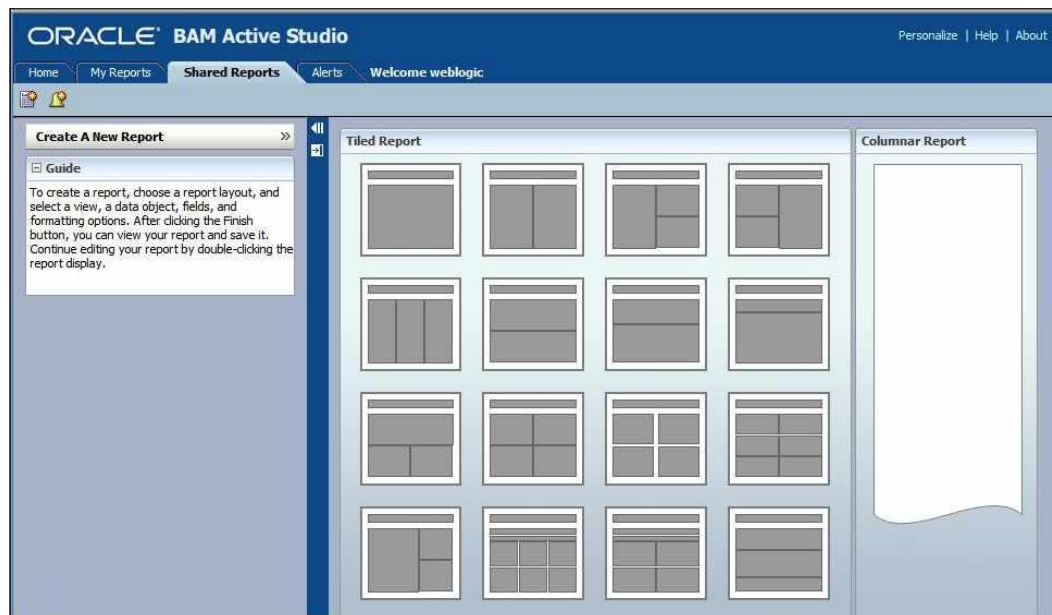 ORACLE BAM Active Studio
Personalize | Help | About
Home My Reports Shared Reports Alerts Welcome weblogic
Create A New Report »
Guide
To create a report, choose a report layout, and
select a view, a data object, fields, and
formatting options. After clicking the Finish
button, you can view your report and save it.
Continue editing your report by double-clicking the
report display.
Tiled Report
Columnar Report